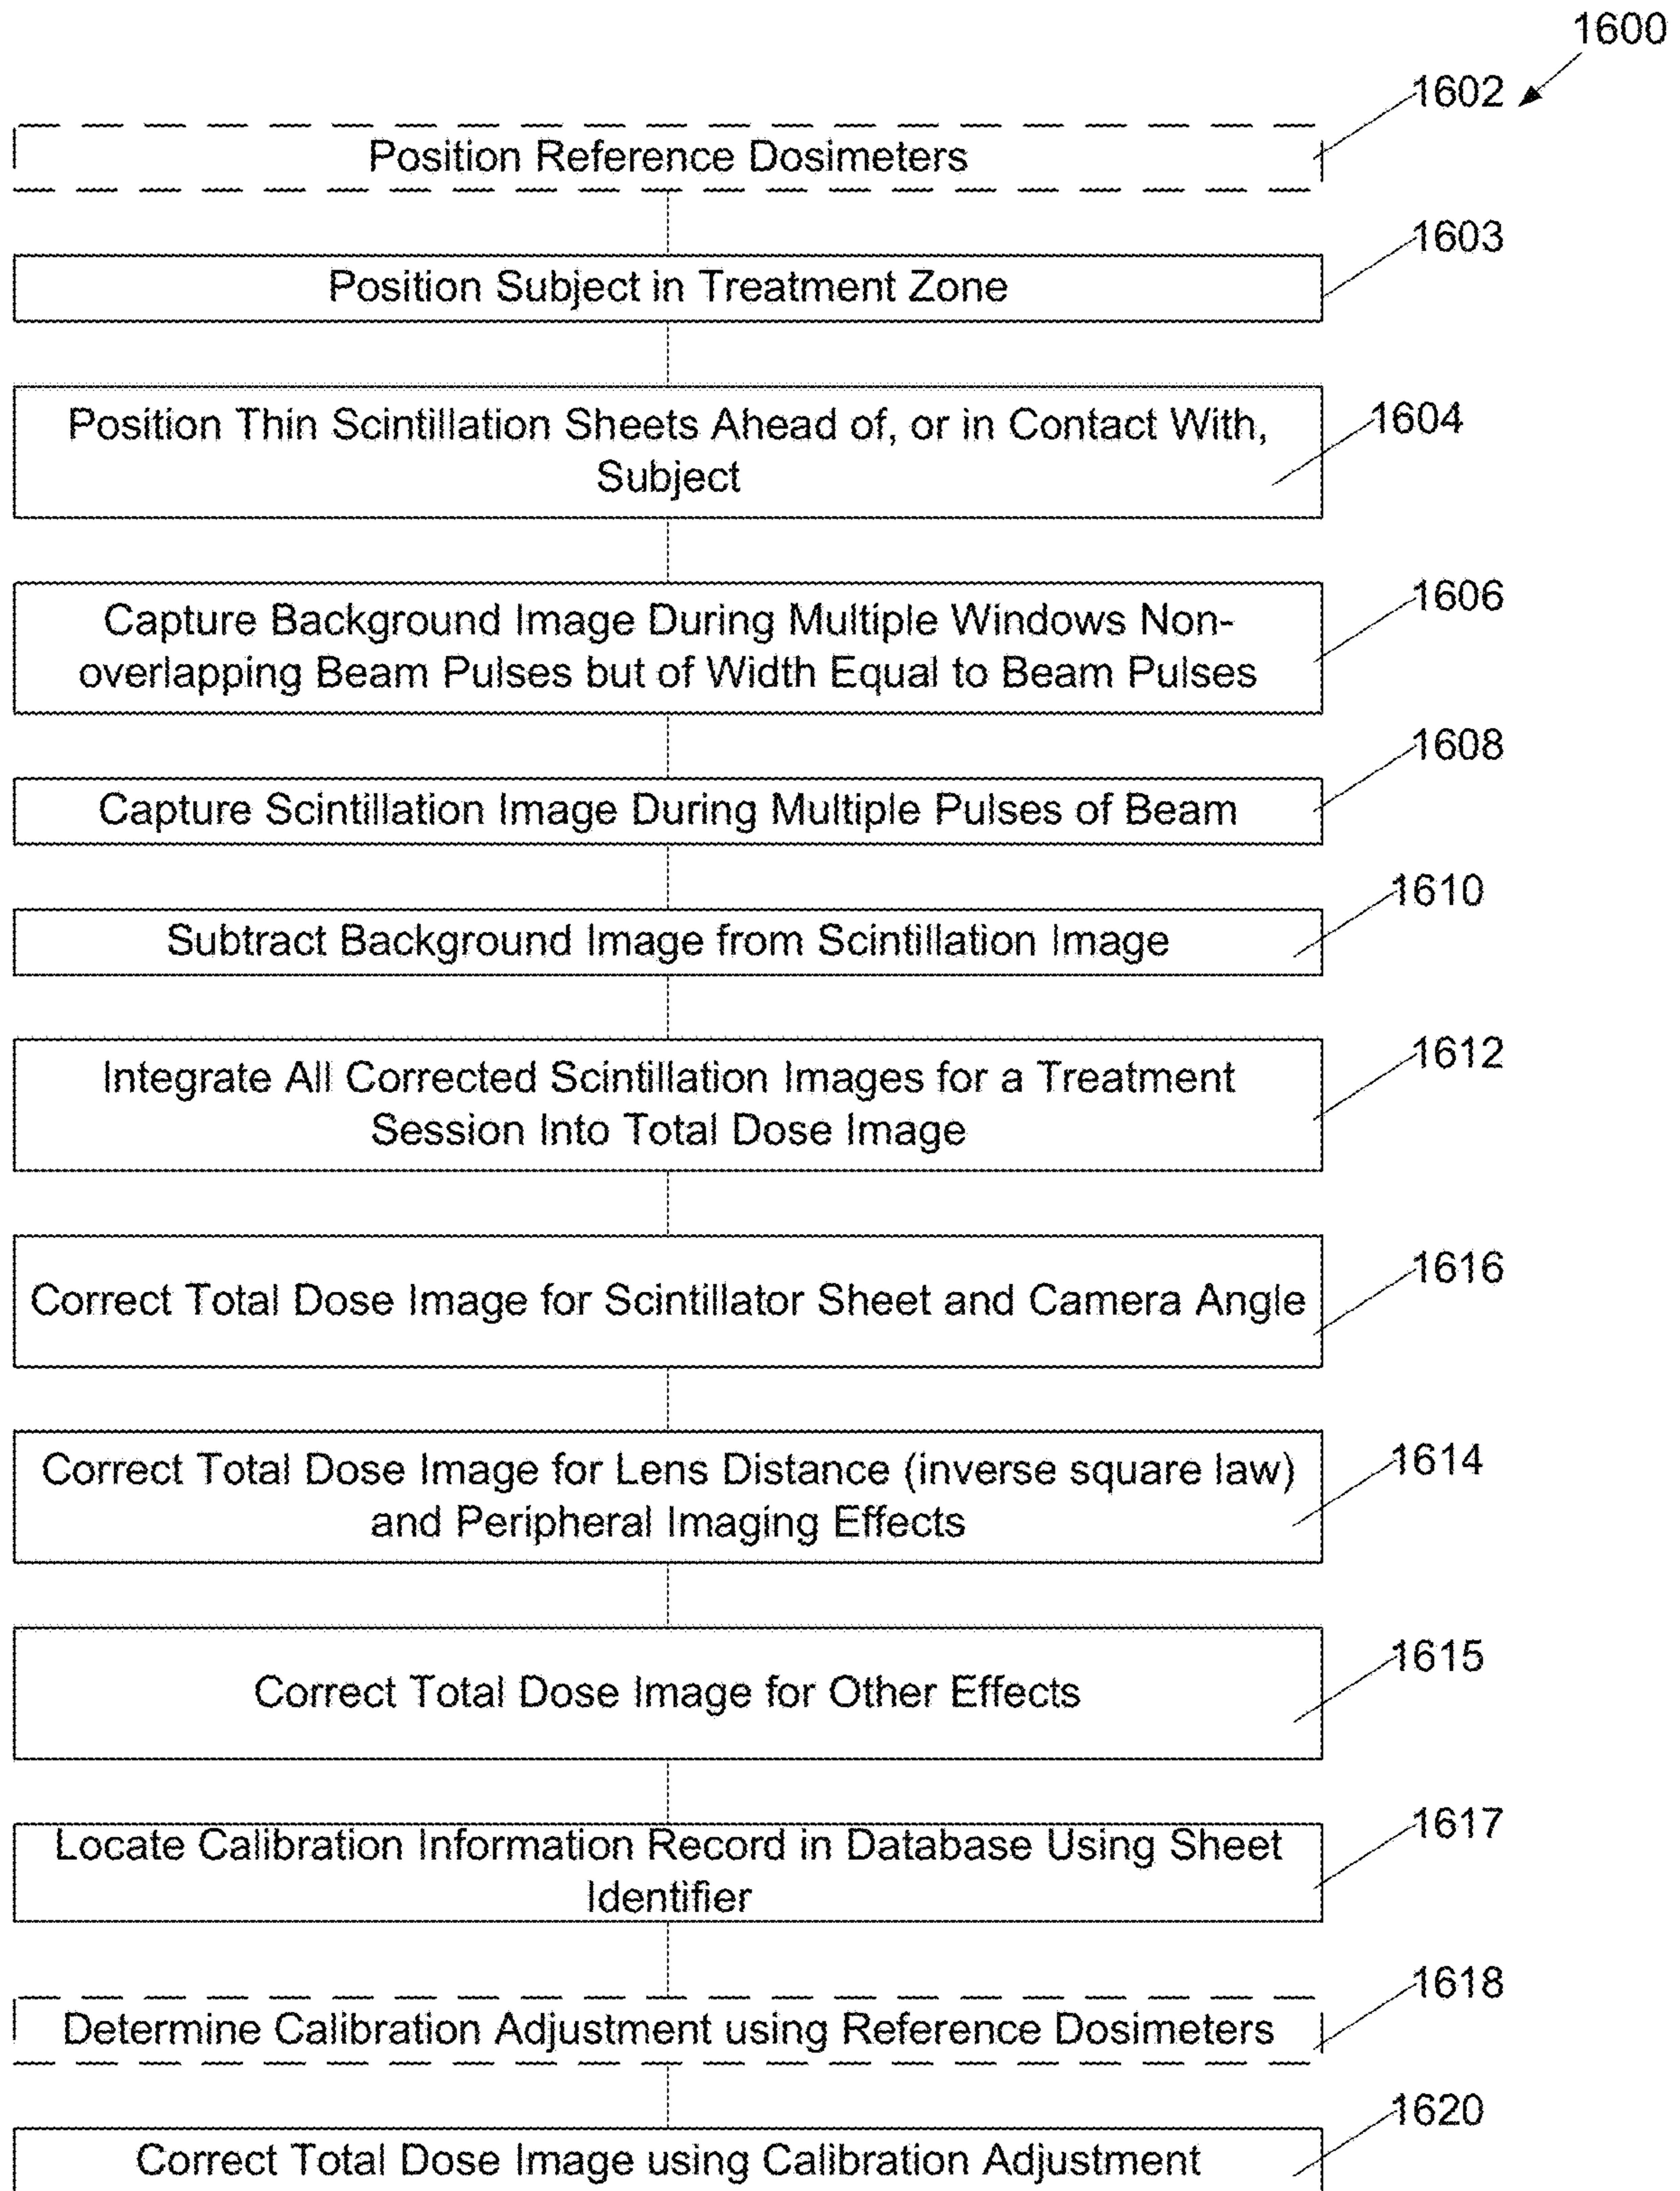 1600
1602
Position Reference Dosimeters
1603
Position Subject in Treatment Zone
1604
Position Thin Scintillation Sheets Ahead of, or in Contact With,
Subject
1606
Capture Background Image During Multiple Windows Non-
overlapping Beam Pulses but of Width Equal to Beam Pulses
1608
Capture Scintillation Image During Multiple Pulses of Beam
1610
Subtract Background Image from Scintillation Image
1612
Integrate All Corrected Scintillation Images for a Treatment
Session Into Total Dose Image
1616
Correct Total Dose Image for Scintillator Sheet and Camera Angle
1614
Correct Total Dose Image for Lens Distance (inverse square law)
and Peripheral Imaging Effects
1615
Correct Total Dose Image for Other Effects
1617
Locate Calibration Information Record in Database Using Sheet
Identifier
1618
Determine Calibration Adjustment using Reference Dosimeters
1620
Correct Total Dose Image using Calibration Adjustment